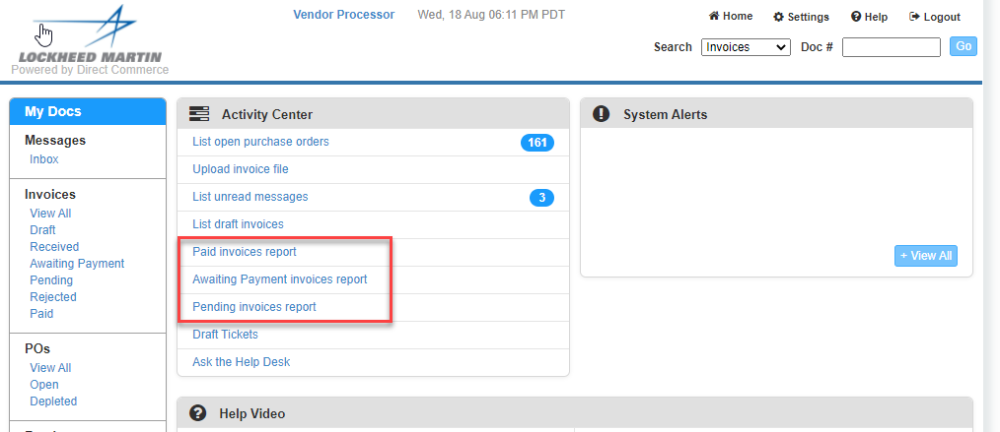 Vendor Processor Wed, 18 Aug 06:11 PM PDT Home Settings Help Logout
LOCKHEED MARTIN
Powered by Direct Commerce
Search Invoices Doc # Go
My Docs
Messages
Inbox
Invoices
View All
Draft
Received
Awaiting Payment
Pending
Rejected
Paid
POs
View All
Open
Depleted
Activity Center
List open purchase orders 161
Upload invoice file
List unread messages 3
List draft invoices
Paid invoices report
Awaiting Payment invoices report
Pending invoices report
Draft Tickets
Ask the Help Desk
System Alerts
+ View All
Help Video